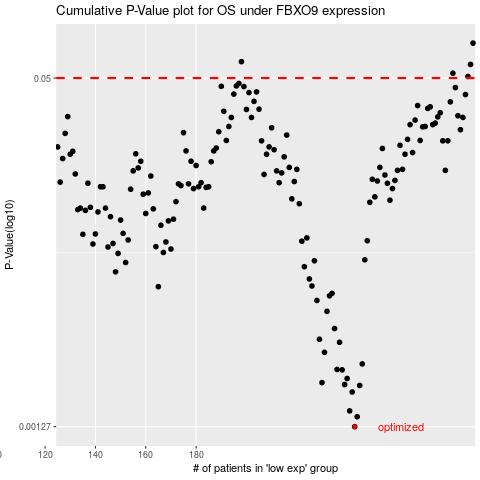 Cumulative P-Value plot for OS under FBXO9 expression
P-Value(log10)
0.05
0.00127
optimized
0 120 140 160 180
# of patients in 'low exp' group